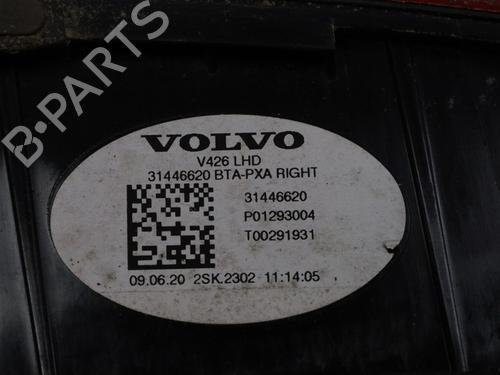 B-PARTS
VOLVO
V426 LHD
31446620 BTA-PXA RIGHT
31446620
P01293004
T00291931
09.06.20 2SK.2302 11:14:05